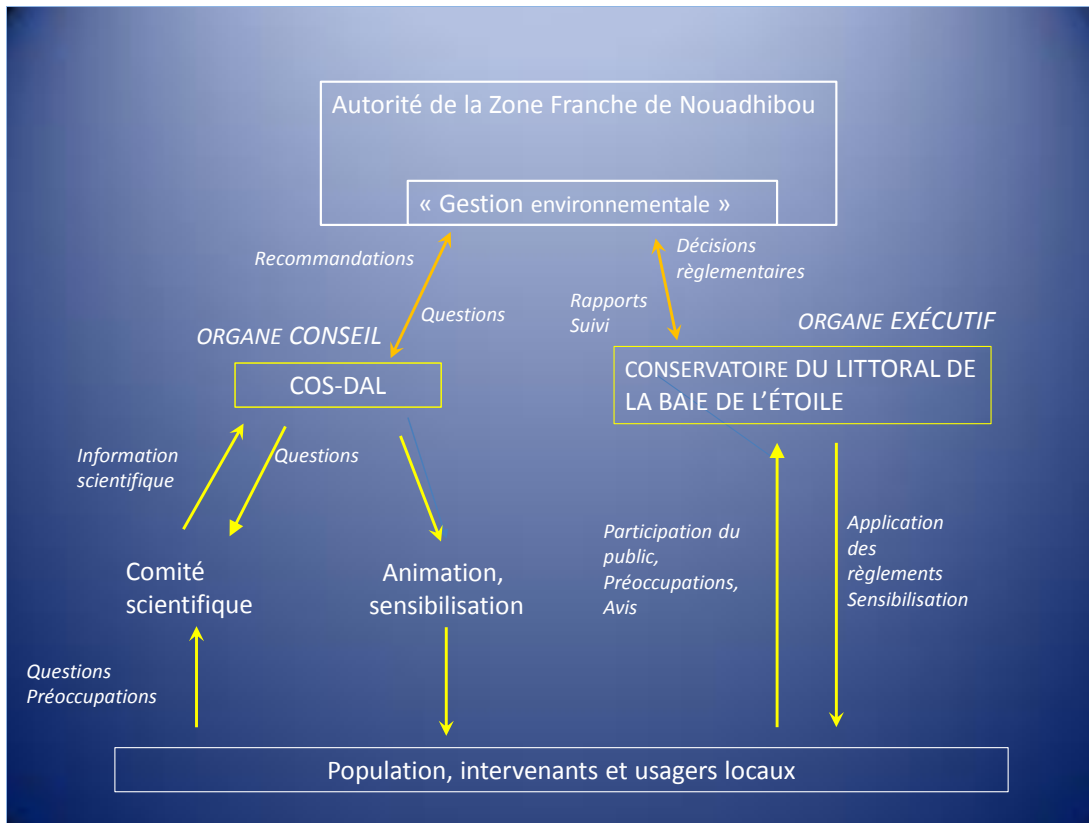 Autorité de la Zone Franche de Nouadhibou
« Gestion environnementale »
Recommandations
Questions
Décisions
règlementaires
Rapports
Suivi
ORGANE CONSEIL
COS-DAL
ORGANE EXÉCUTIF
CONSERVATOIRE DU LITTORAL DE
LA BAIE DE L’ÉTOILE
Information
scientifique
Questions
Comité
scientifique
Animation,
sensibilisation
Participation du
public,
Préoccupations,
Avis
Application
des
règlements
Sensibilisation
Questions
Préoccupations
Population, intervenants et usagers locaux